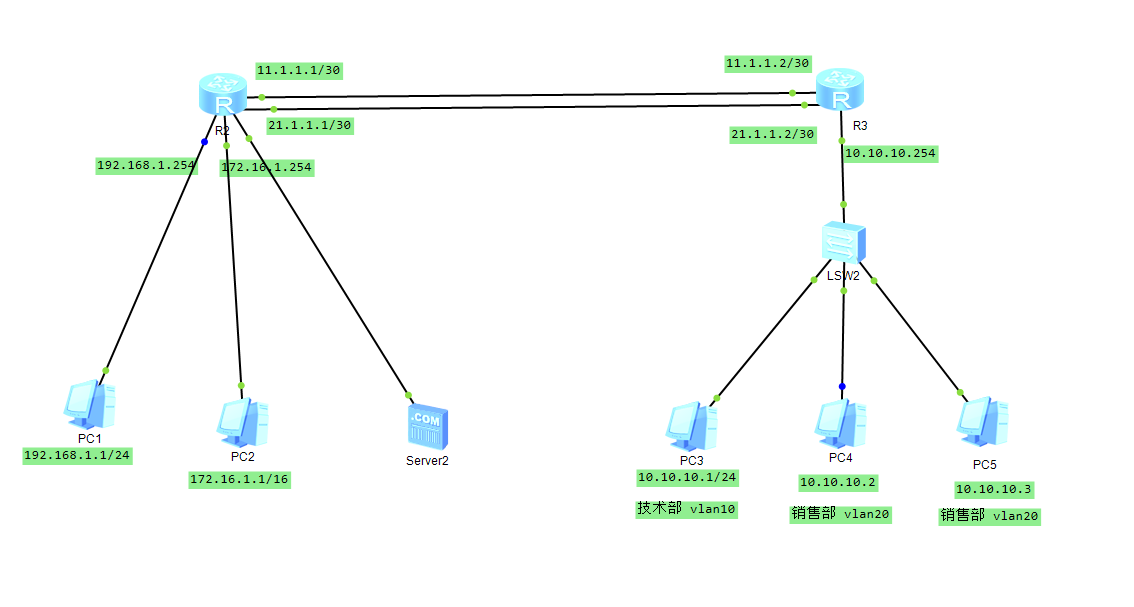 11.1.1.1/30
11.1.1.2/30
R
R
R2
21.1.1.1/30
R3
21.1.1.2/30
192.168.1.254
172.16.1.254
10.10.10.254
LSW2
.COM
PC1
192.168.1.1/24
PC2
172.16.1.1/16
Server2
PC3
10.10.10.1/24
技术部 vlan10
PC4
10.10.10.2
销售部 vlan20
PC5
10.10.10.3
销售部 vlan20